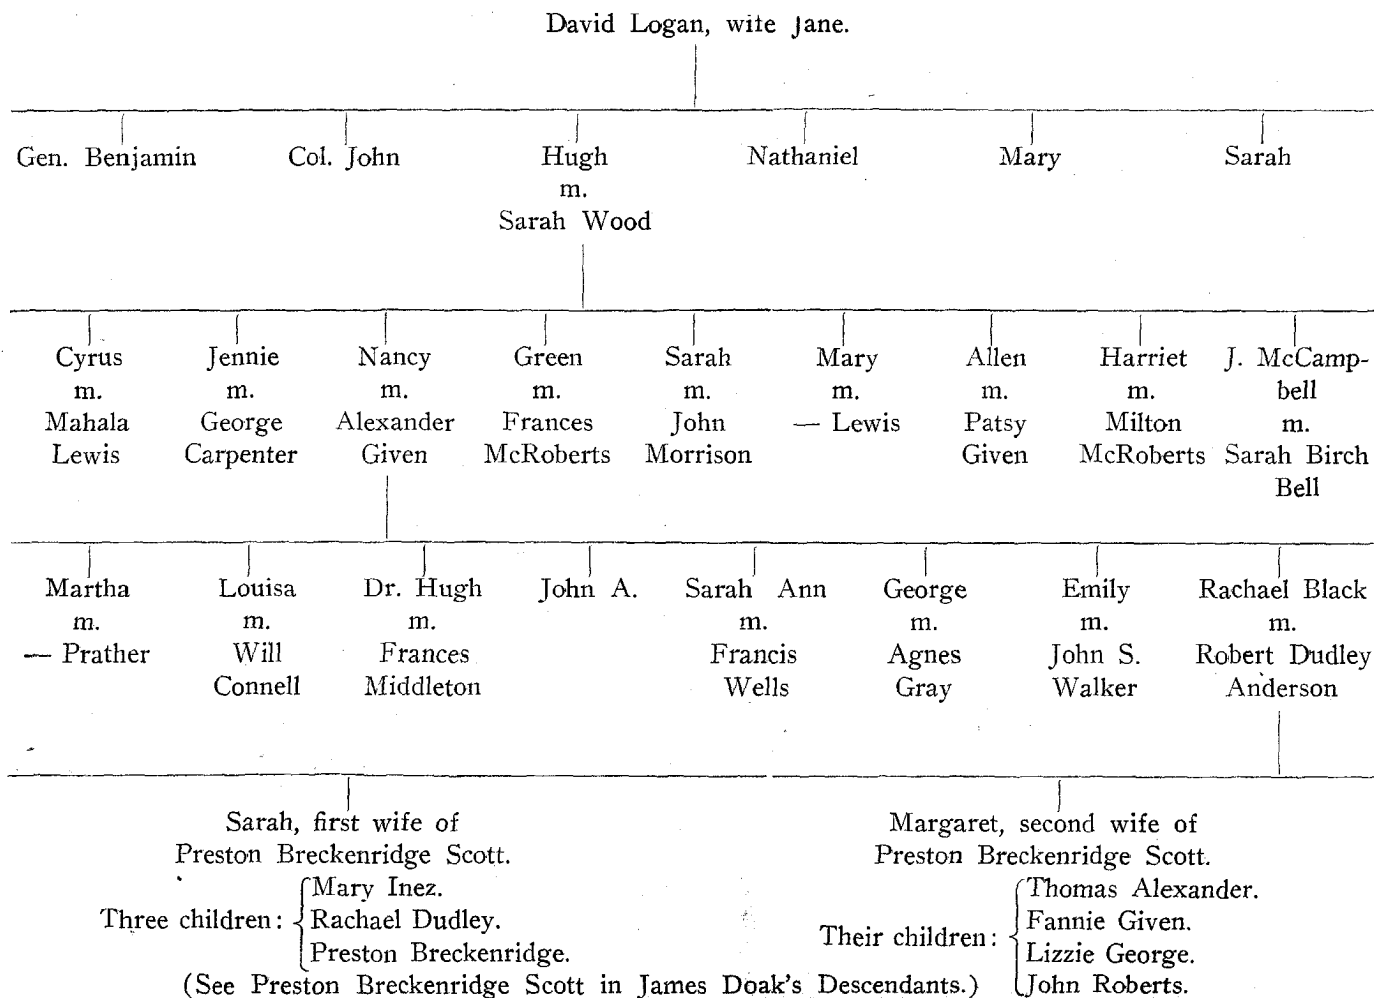 David Logan, wife Jane.
Gen. Benjamin Col. John Hugh Nathaniel Mary Sarah
m.
Sarah Wood
Cyrus Jennie Nancy Green Sarah Mary Allen Harriet J. McCamp-
m. m. m. m. m. m. m. m. bell
Mahala George Alexander Frances John — Lewis Patsy Milton m.
Lewis Carpenter Given McRoberts Morrison Given McRoberts Sarah Birch
Bell
Martha Louisa Dr. Hugh John A. Sarah Ann George Emily Rachael Black
m. m. m. m. m. m. m.
— Prather Will Frances Francis Agnes John S. Robert Dudley
Connell Middleton Wells Gray Walker Anderson
Sarah, first wife of
Preston Breckenridge Scott.
Three children:
Mary Inez.
Rachael Dudley.
Preston Breckenridge.
Margaret, second wife of
Preston Breckenridge Scott.
Their children:
Thomas Alexander.
Fannie Given.
Lizzie George.
John Roberts.
(See Preston Breckenridge Scott in James Doak's Descendants.)